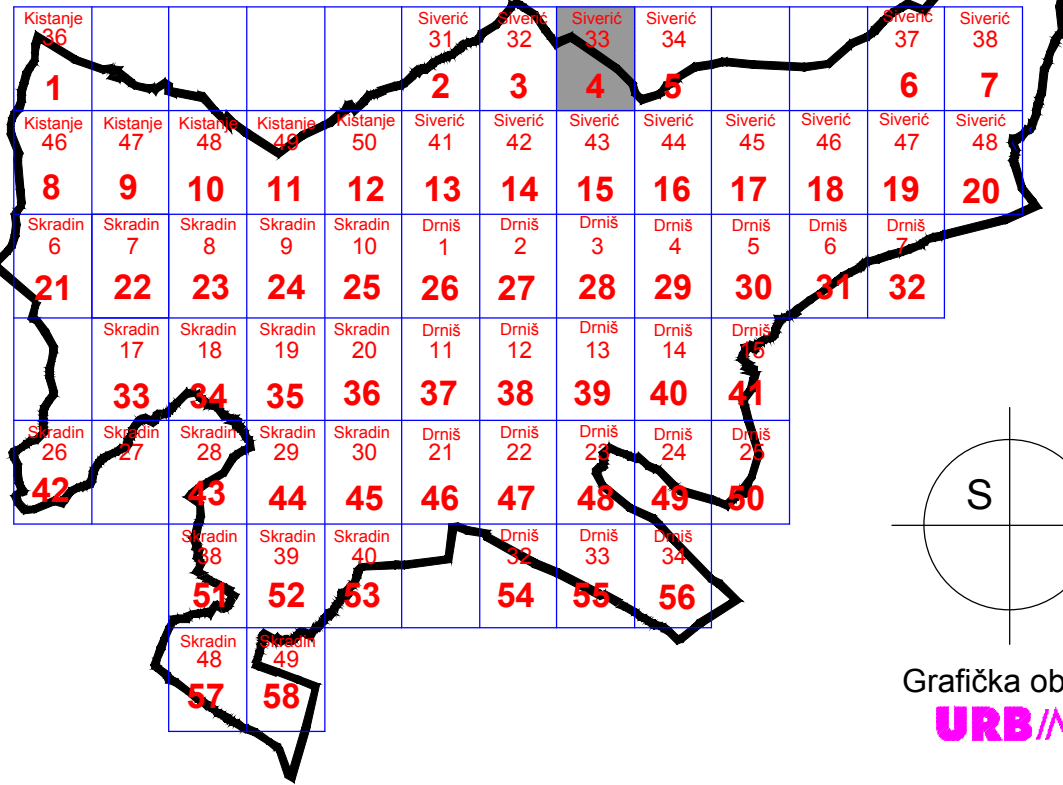 Kistanje Siverić Siverić Siverić Siverić Siverić Siverić
36 31 32 33 34 37 38
1 2 3 4 5 6 7
Kistanje Kistanje Kistanje Kistanje Kistanje Siverić Siverić Siverić Siverić Siverić Siverić Siverić Siverić
46 47 48 49 50 41 42 43 44 45 46 47 48
8 9 10 11 12 13 14 15 16 17 18 19 20
Skradin Skradin Skradin Skradin Skradin Drniš Drniš Drniš Drniš Drniš Drniš Drniš
6 7 8 9 10 1 2 3 4 5 6 7
21 22 23 24 25 26 27 28 29 30 31 32
Skradin Skradin Skradin Skradin Drniš Drniš Drniš Drniš Drniš
17 18 19 20 11 12 13 14 15
33 34 35 36 37 38 39 40 41
Skradin Skradin Skradin Skradin Skradin Drniš Drniš Drniš Drniš Drniš
26 27 28 29 30 21 22 23 24 25
42 43 44 45 46 47 48 49 50
S
Skradin Skradin Skradin Drniš Drniš Drniš
38 39 40 32 33 34
51 52 53 54 55 56
Skradin Skradin
48 49
57 58
Grafička ob
URB